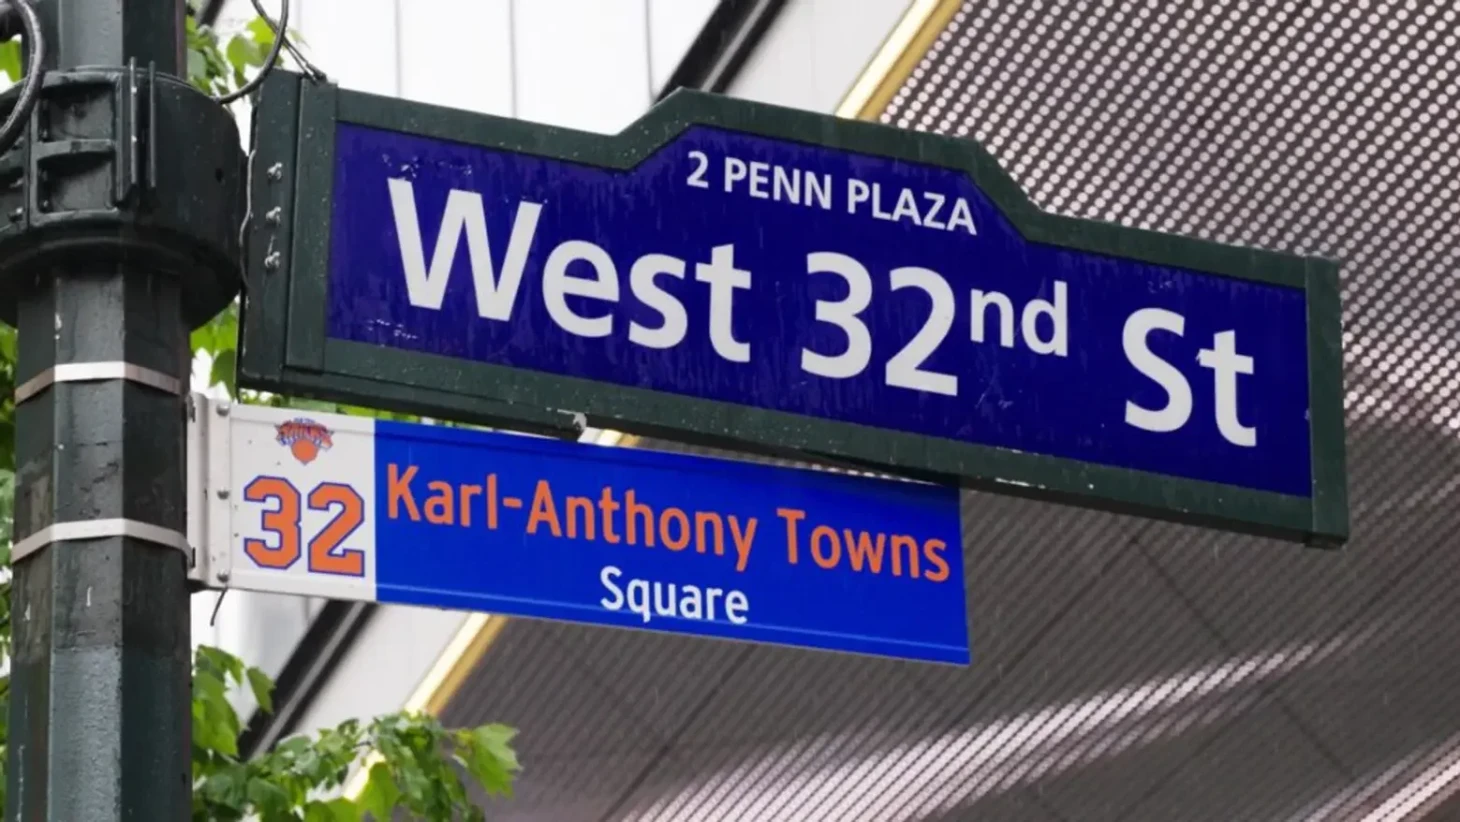 2 PENN PLAZA
West 32nd St
32
Karl-Anthony Towns
Square